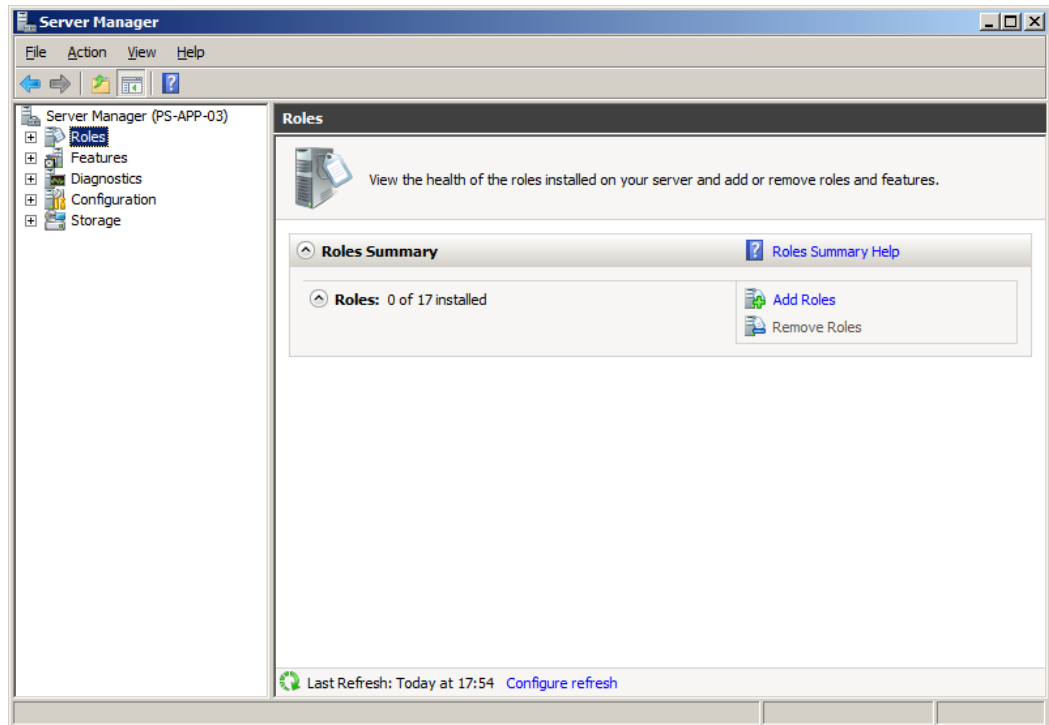 Server Manager
File Action View Help
Server Manager (PS-APP-03)
Roles
Features
Diagnostics
Configuration
Storage
Roles
View the health of the roles installed on your server and add or remove roles and features.
Roles Summary
Roles Summary Help
Roles: 0 of 17 installed
Add Roles
Remove Roles
Last Refresh: Today at 17:54 Configure refresh